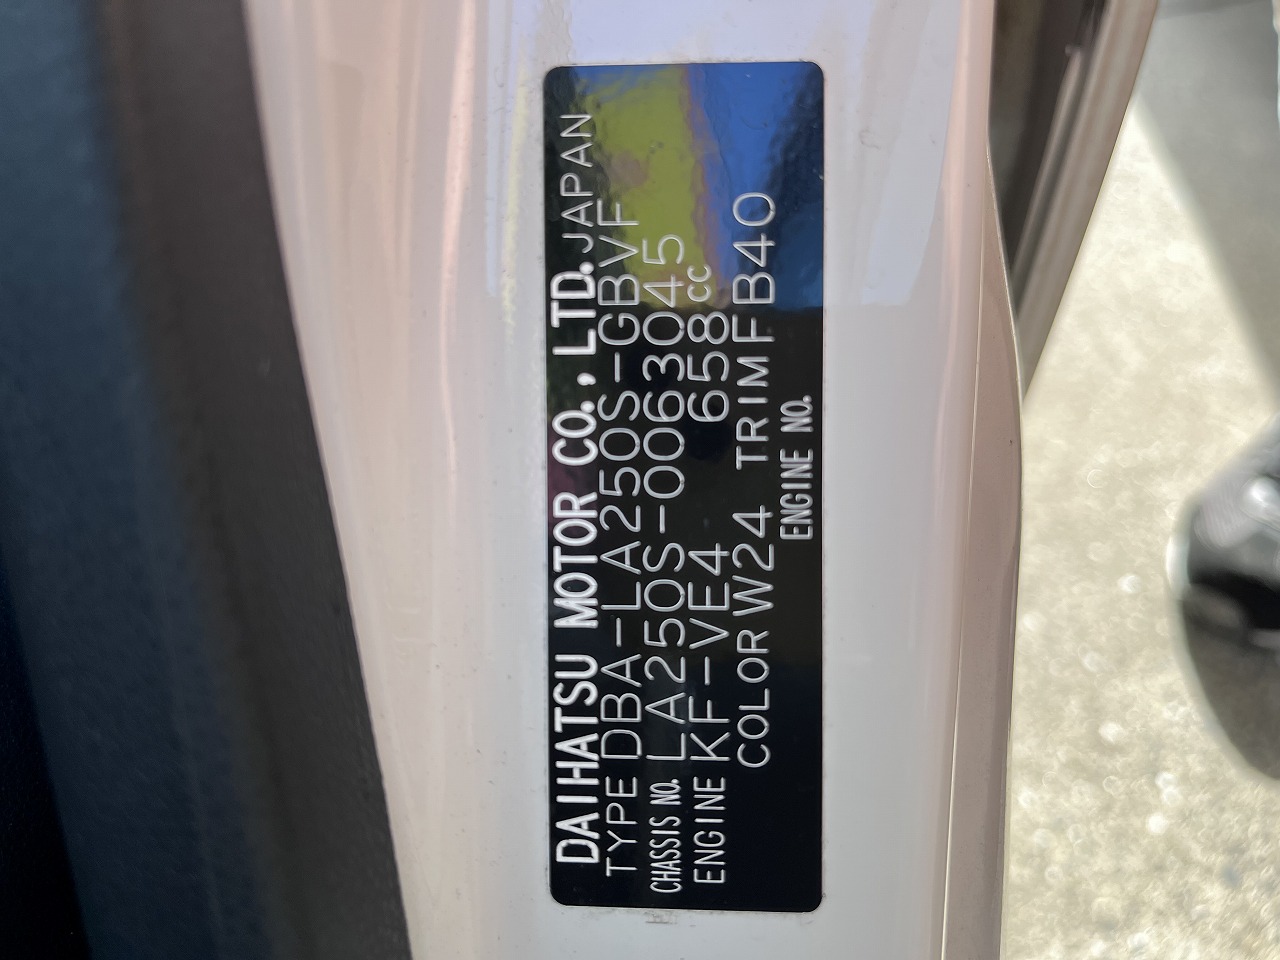 DAIHATSU MOTOR CO., LTD. JAPAN
TYPE DBA-LA250S-GBVF
CHASSIS NO. LA250S-0063045
ENGINE KF-VE4 658cc
COLOR W24 TRIM FB40
ENGINE NO.